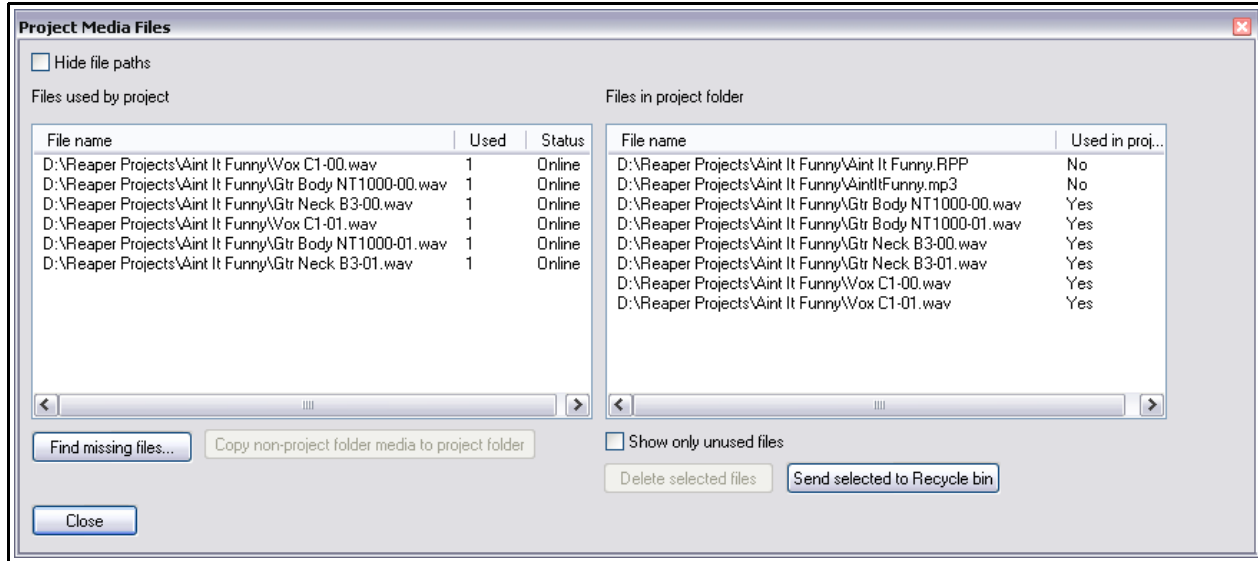 Project Media Files
Hide file paths
Files used by project
File name Used Status
D:\Reaper Projects\Aint It Funny\Vox C1-00.wav 1 Online
D:\Reaper Projects\Aint It Funny\Gtr Body NT1000-00.wav 1 Online
D:\Reaper Projects\Aint It Funny\Gtr Neck B3-00.wav 1 Online
D:\Reaper Projects\Aint It Funny\Vox C1-01.wav 1 Online
D:\Reaper Projects\Aint It Funny\Gtr Body NT1000-01.wav 1 Online
D:\Reaper Projects\Aint It Funny\Gtr Neck B3-01.wav 1 Online
Find missing files...
Copy non-project folder media to project folder
Files in project folder
File name Used in proj...
D:\Reaper Projects\Aint It Funny\Aint It Funny.RPP No
D:\Reaper Projects\Aint It Funny\AintItFunny.mp3 No
D:\Reaper Projects\Aint It Funny\Gtr Body NT1000-00.wav Yes
D:\Reaper Projects\Aint It Funny\Gtr Body NT1000-01.wav Yes
D:\Reaper Projects\Aint It Funny\Gtr Neck B3-00.wav Yes
D:\Reaper Projects\Aint It Funny\Gtr Neck B3-01.wav Yes
D:\Reaper Projects\Aint It Funny\Vox C1-00.wav Yes
D:\Reaper Projects\Aint It Funny\Vox C1-01.wav Yes
Show only unused files
Delete selected files
Send selected to Recycle bin
Close